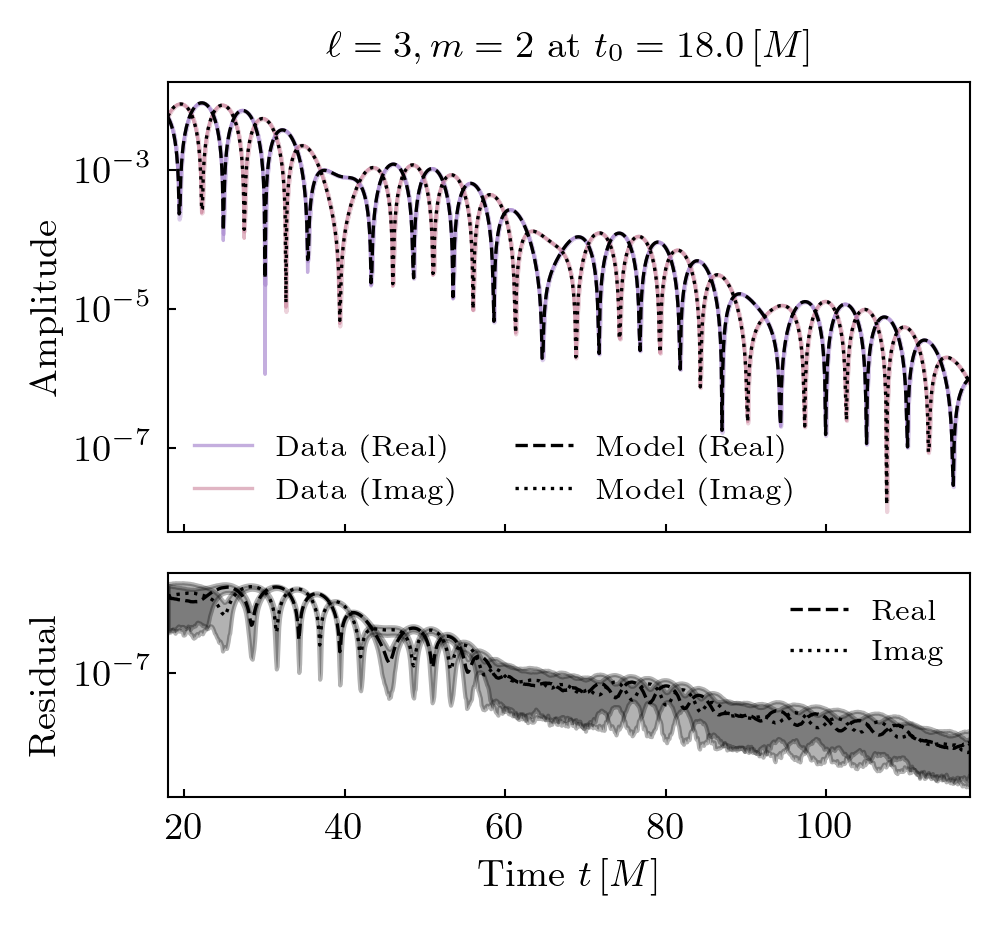 ℓ = 3, m = 2 at t₀ = 18.0 [M]
Amplitude
10⁻³
10⁻⁵
10⁻⁷
Data (Real)
Data (Imag)
Model (Real)
Model (Imag)
Residual
10⁻⁷
Real
Imag
20 40 60 80 100
Time t [M]